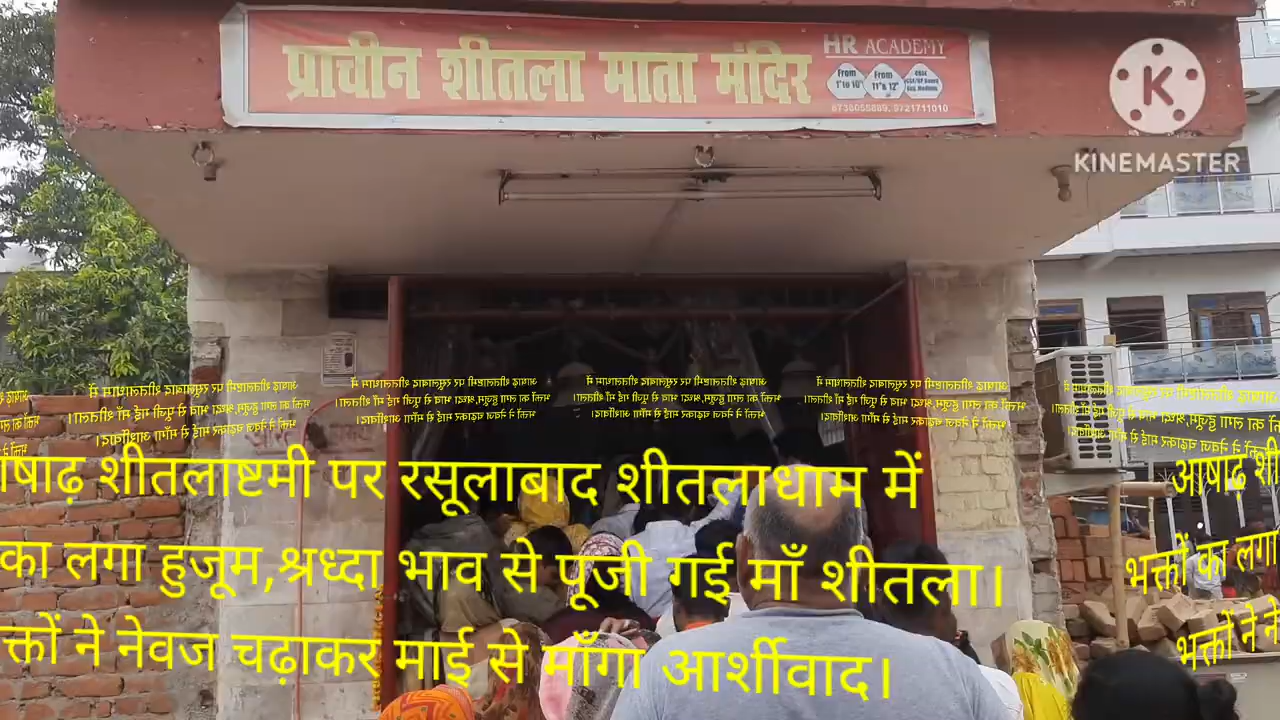 प्राचीन शीतला माता मंदिर
HR ACADEMY
From 1st to 10th
From 11th & 12th
8738055889, 9721711010
KINEMASTER
आषाढ़ शीतलाष्टमी पर रसूलाबाद शीतलाधाम में
भक्तों का लगा हुजूम,श्रध्दा भाव से पूजी गई माँ शीतला।
भक्तों ने नेवज चढ़ाकर माई से माँगा आर्शीवाद।